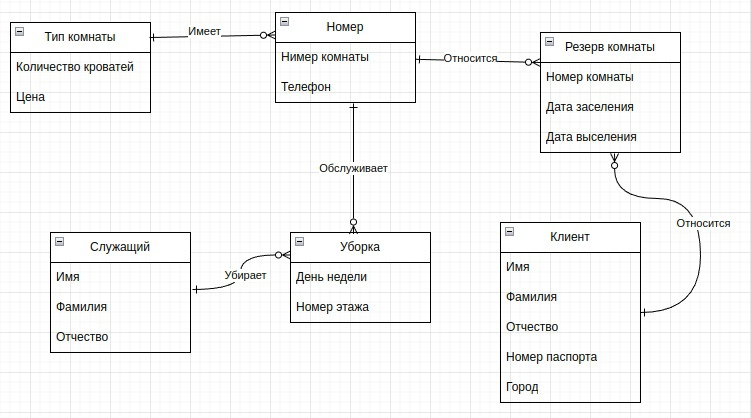 Тип комнаты
Количество кроватей
Цена
Имеет
Номер
Нимер комнаты
Телефон
Относится
Резерв комнаты
Номер комнаты
Дата заселения
Дата выселения
Обслуживает
Относится
Служащий
Имя
Фамилия
Отчество
Убирает
Уборка
День недели
Номер этажа
Клиент
Имя
Фамилия
Отчество
Номер паспорта
Город